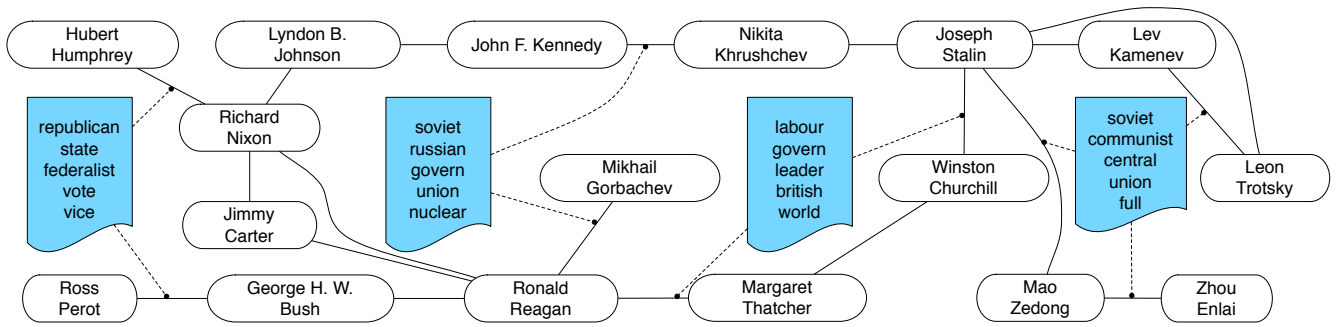 Hubert
Humphrey
Lyndon B.
Johnson
John F. Kennedy
Nikita
Khrushchev
Joseph
Stalin
Lev
Kamenev
republican
state
federalist
vote
vice
Richard
Nixon
soviet
russian
govern
union
nuclear
Mikhail
Gorbachev
labour
govern
leader
british
world
Winston
Churchill
soviet
communist
central
union
full
Leon
Trotsky
Jimmy
Carter
Ross
Perot
George H. W.
Bush
Ronald
Reagan
Margaret
Thatcher
Mao
Zedong
Zhou
Enlai